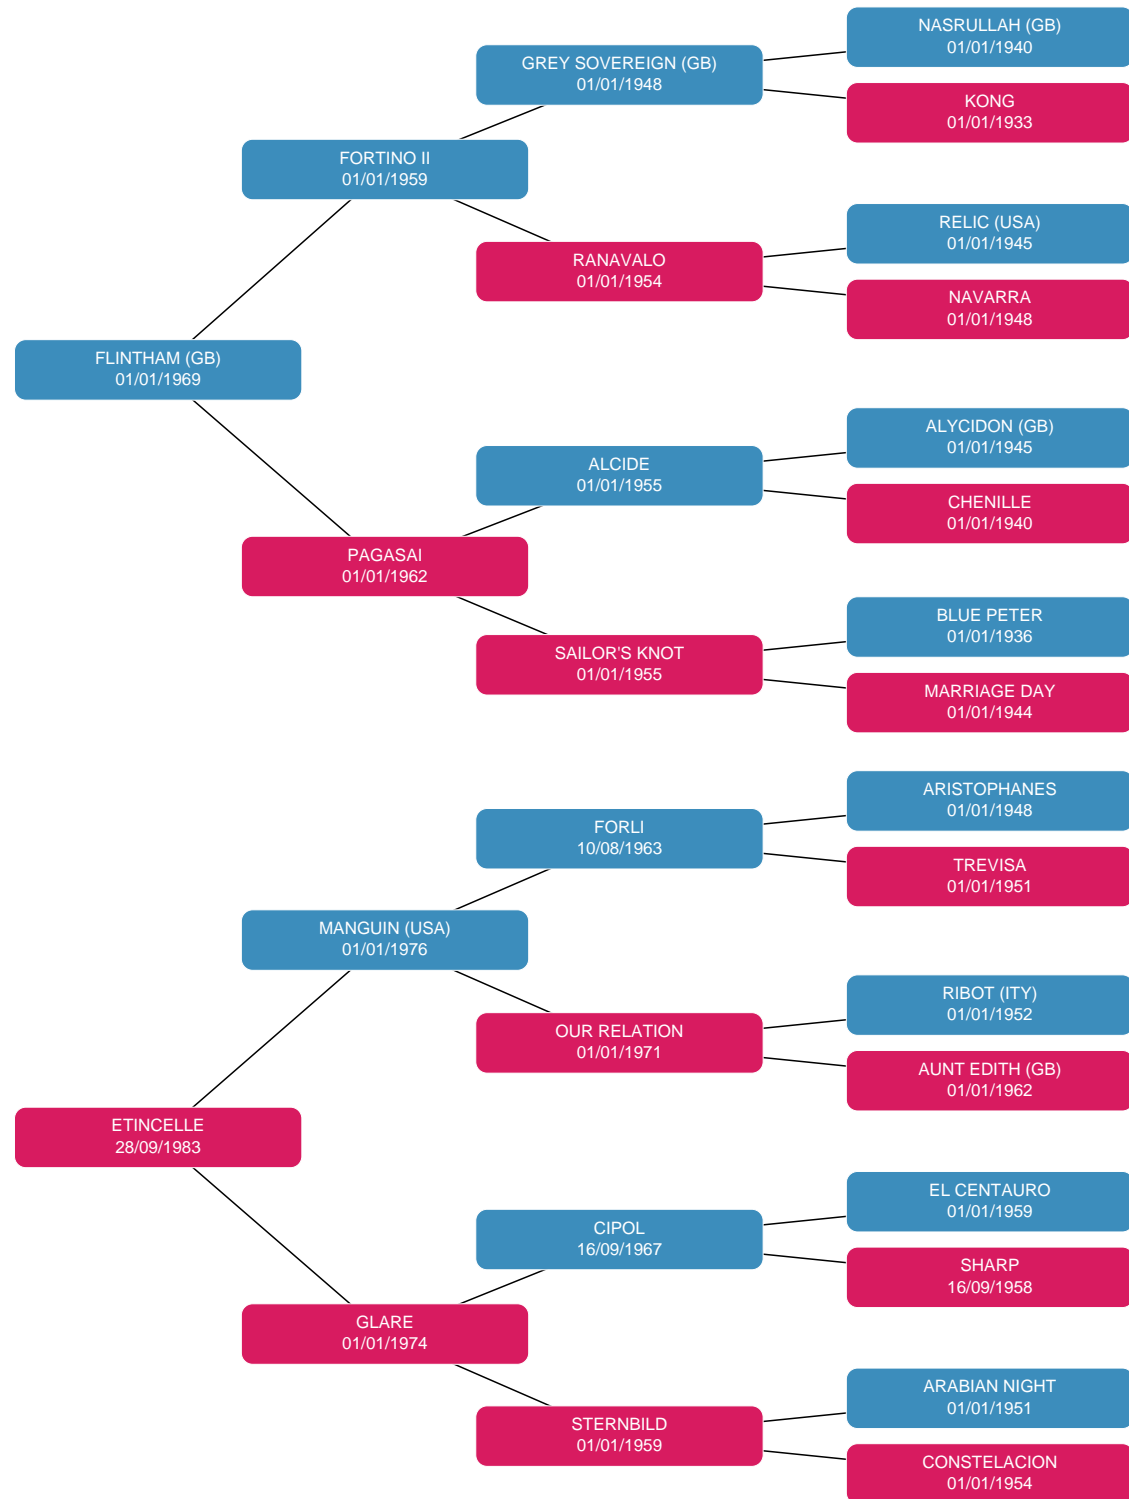 NASRULLAH (GB)
01/01/1940
GREY SOVEREIGN (GB)
01/01/1948
KONG
01/01/1933
FORTINO II
01/01/1959
RELIC (USA)
01/01/1945
RANAVALO
01/01/1954
NAVARRA
01/01/1948
FLINTHAM (GB)
01/01/1969
ALYCIDON (GB)
01/01/1945
ALCIDE
01/01/1955
CHENILLE
01/01/1940
PAGASAI
01/01/1962
BLUE PETER
01/01/1936
SAILOR'S KNOT
01/01/1955
MARRIAGE DAY
01/01/1944
ARISTOPHANES
01/01/1948
FORLI
10/08/1963
TREVISA
01/01/1951
MANGUIN (USA)
01/01/1976
RIBOT (ITY)
01/01/1952
OUR RELATION
01/01/1971
AUNT EDITH (GB)
01/01/1962
ETINCELLE
28/09/1983
EL CENTAURO
01/01/1959
CIPOL
16/09/1967
SHARP
16/09/1958
GLARE
01/01/1974
ARABIAN NIGHT
01/01/1951
STERNBILD
01/01/1959
CONSTELACION
01/01/1954